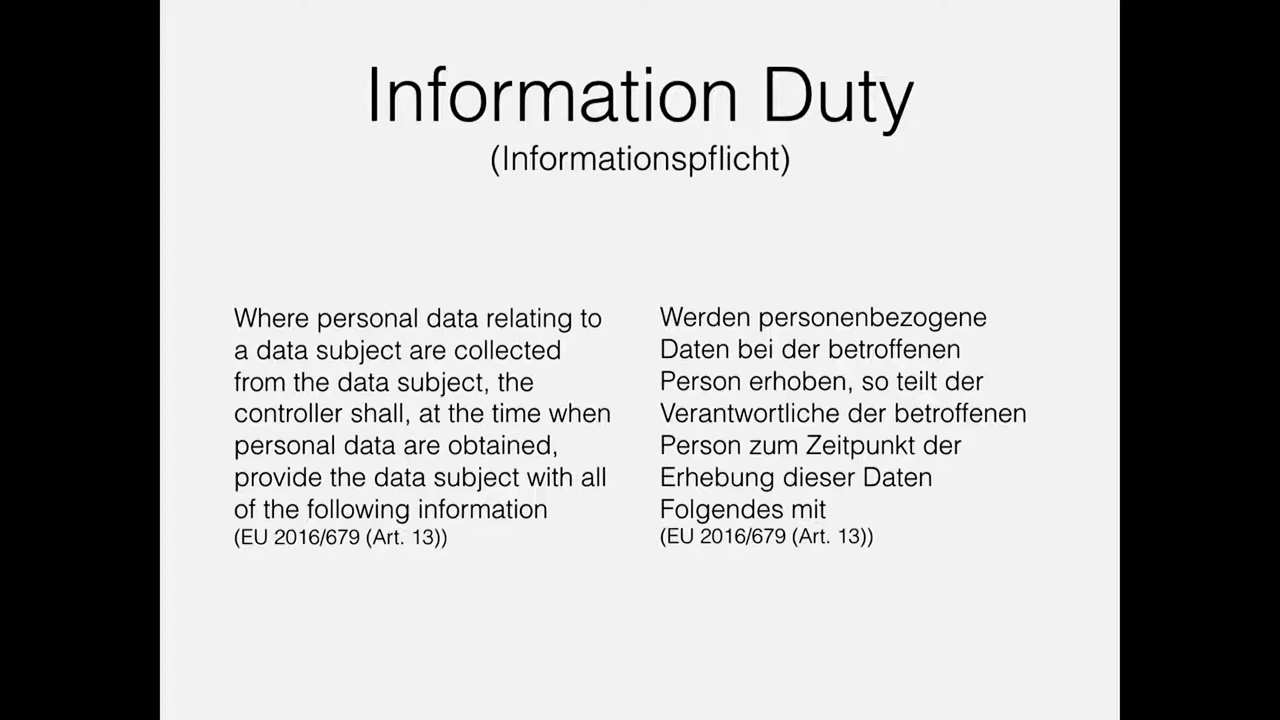 Information Duty
(Informationspflicht)
Where personal data relating to
a data subject are collected
from the data subject, the
controller shall, at the time when
personal data are obtained,
provide the data subject with all
of the following information
(EU 2016/679 (Art. 13))
Werden personenbezogene
Daten bei der betroffenen
Person erhoben, so teilt der
Verantwortliche der betroffenen
Person zum Zeitpunkt der
Erhebung dieser Daten
Folgendes mit
(EU 2016/679 (Art. 13))